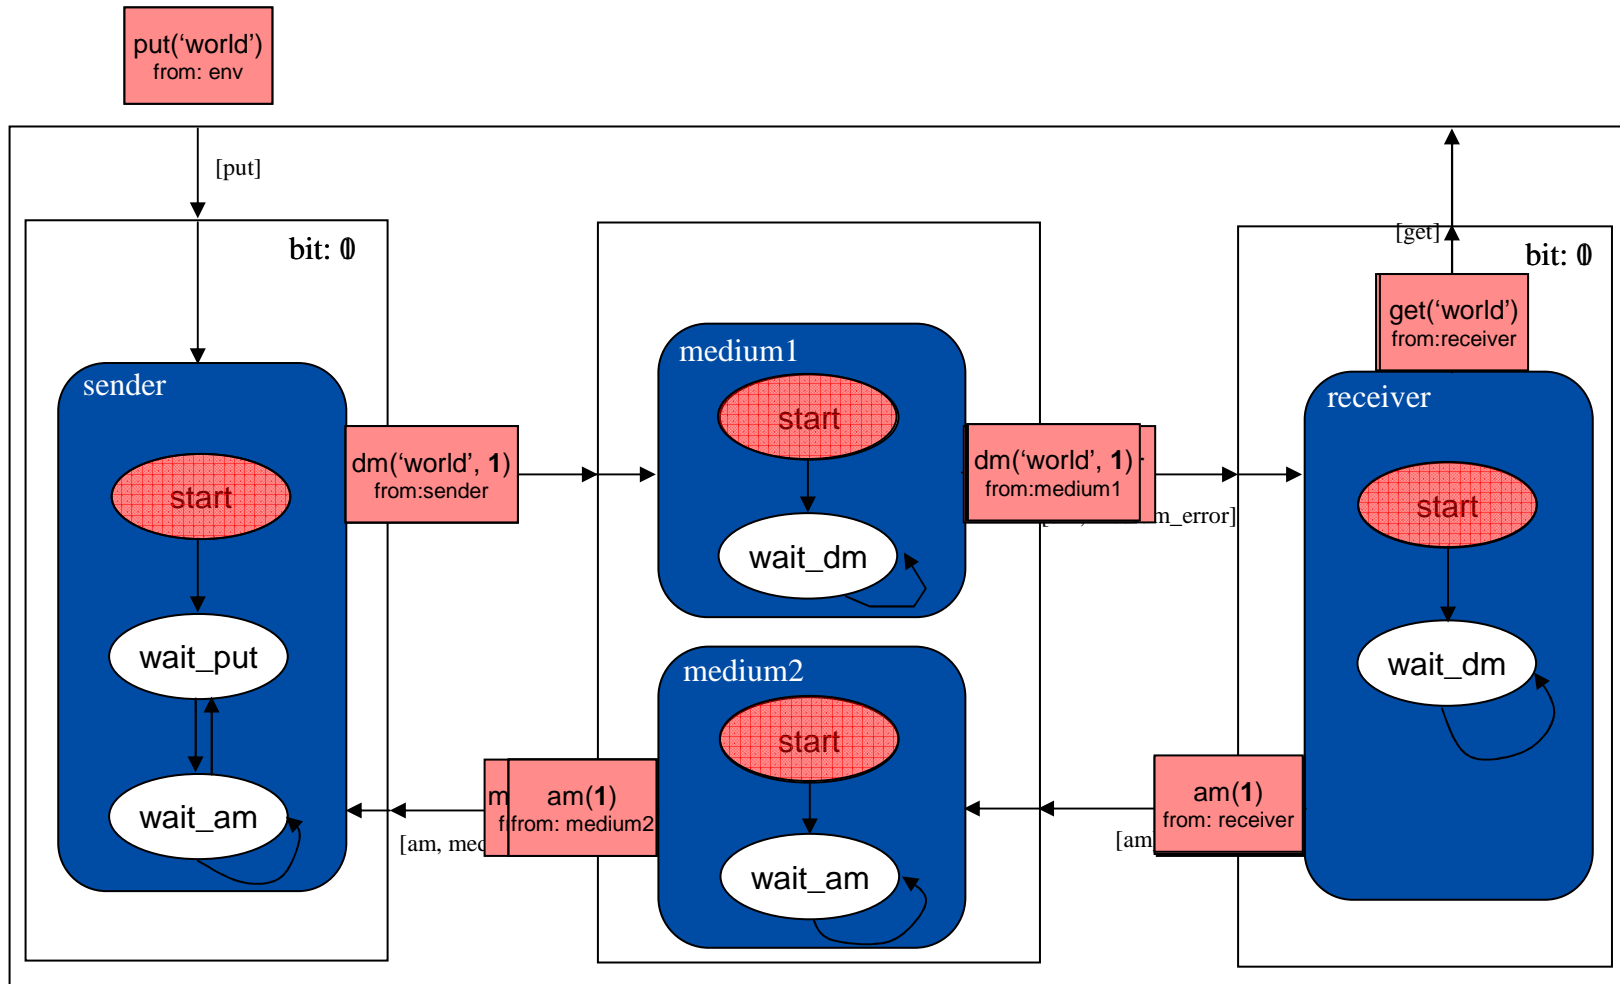 put(‘world’)
from: env
[put]
bit:
sender
start
wait_put
wait_am
dm(‘world’, 1)
from:sender
medium1
start
wait_dm
dm(‘world’, 1)
from:medium1
m_error]
medium2
start
wait_am
am(1)
from: medium2
[am, med
am(1)
from: receiver
[am
[get]
bit:
get(‘world’)
from:receiver
receiver
start
wait_dm